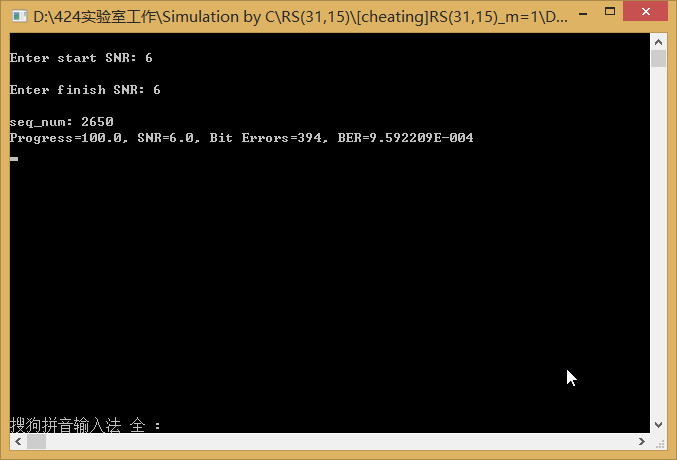 D:\424实验室工作\Simulation by C\RS(31,15)\[cheating]RS(31,15)_m=1\D...
Enter start SNR: 6
Enter finish SNR: 6
seq_num: 2650
Progress=100.0, SNR=6.0, Bit Errors=394, BER=9.592209E-004
搜狗拼音输入法 全 :